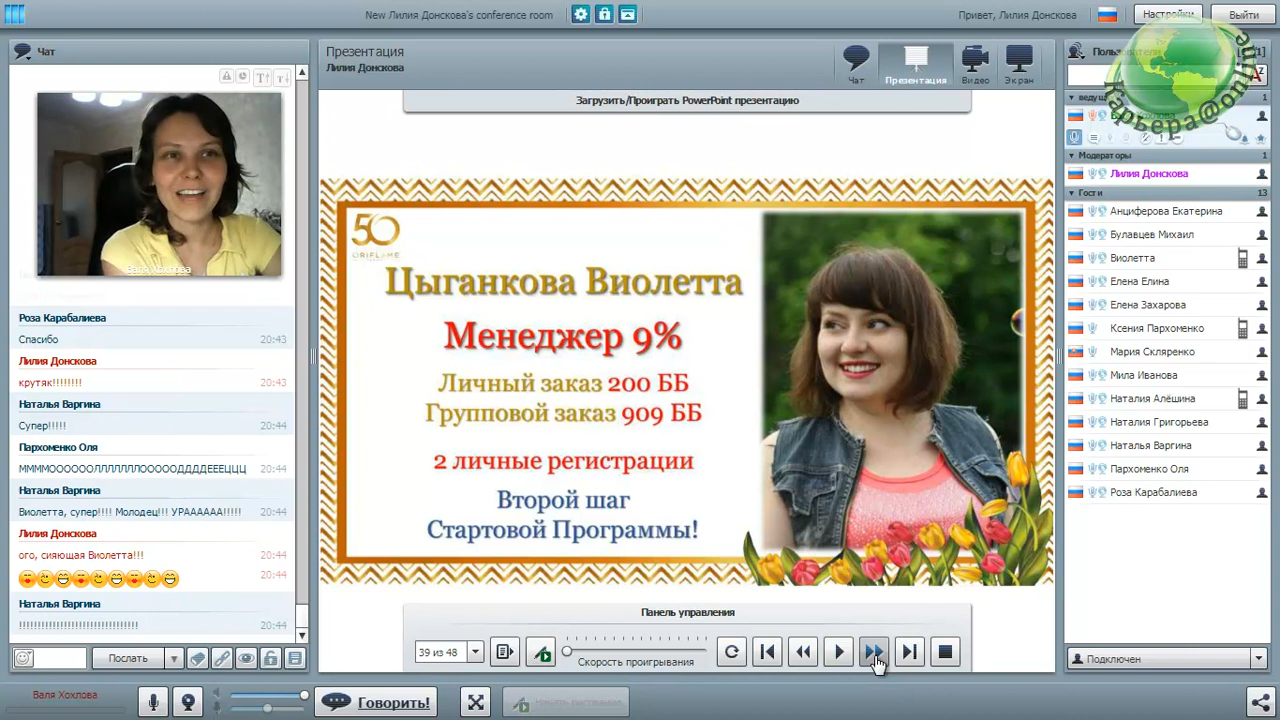 New Лилия Донскова's conference room
Привет, Лилия Донскова
Настройки
Выйти
Чат
Валя Хохлова
Роза Карабалиева
Спасибо 20:43
Лилия Донскова
крутяк!!!!!!!! 20:43
Наталья Варгина
Супер!!!!! 20:44
Пархоменко Оля
ММММООООООЛЛЛЛЛЛЛОООООДДДДЕЕЕЦЦЦ 20:44
Наталья Варгина
Виолетта, супер!!!! Молодец!!! УРАААААА!!!!! 20:44
Лилия Донскова
ого, сияющая Виолетта!!! 20:44
20:44
Наталья Варгина
!!!!!!!!!!!!!!!!!!!!!!!!!!!!!!! 20:44
Послать
Презентация
Лилия Донскова
Чат
Презентация
Видео
Экран
Загрузить/Проиграть PowerPoint презентацию
50
ORIFLAME
Цыганкова Виолетта
Менеджер 9%
Личный заказ 200 ББ
Групповой заказ 909 ББ
2 личные регистрации
Второй шаг
Стартовой Программы!
Панель управления
39 из 48
Скорость проигрывания
карьера@online
Модераторы 1
Лилия Донскова
Гости 13
Анциферова Екатерина
Булавцев Михаил
Виолетта
Елена Елина
Елена Захарова
Ксения Пархоменко
Мария Скляренко
Мила Иванова
Наталия Алёшина
Наталия Григорьева
Наталья Варгина
Пархоменко Оля
Роза Карабалиева
Подключен
Валя Хохлова
Говорить!